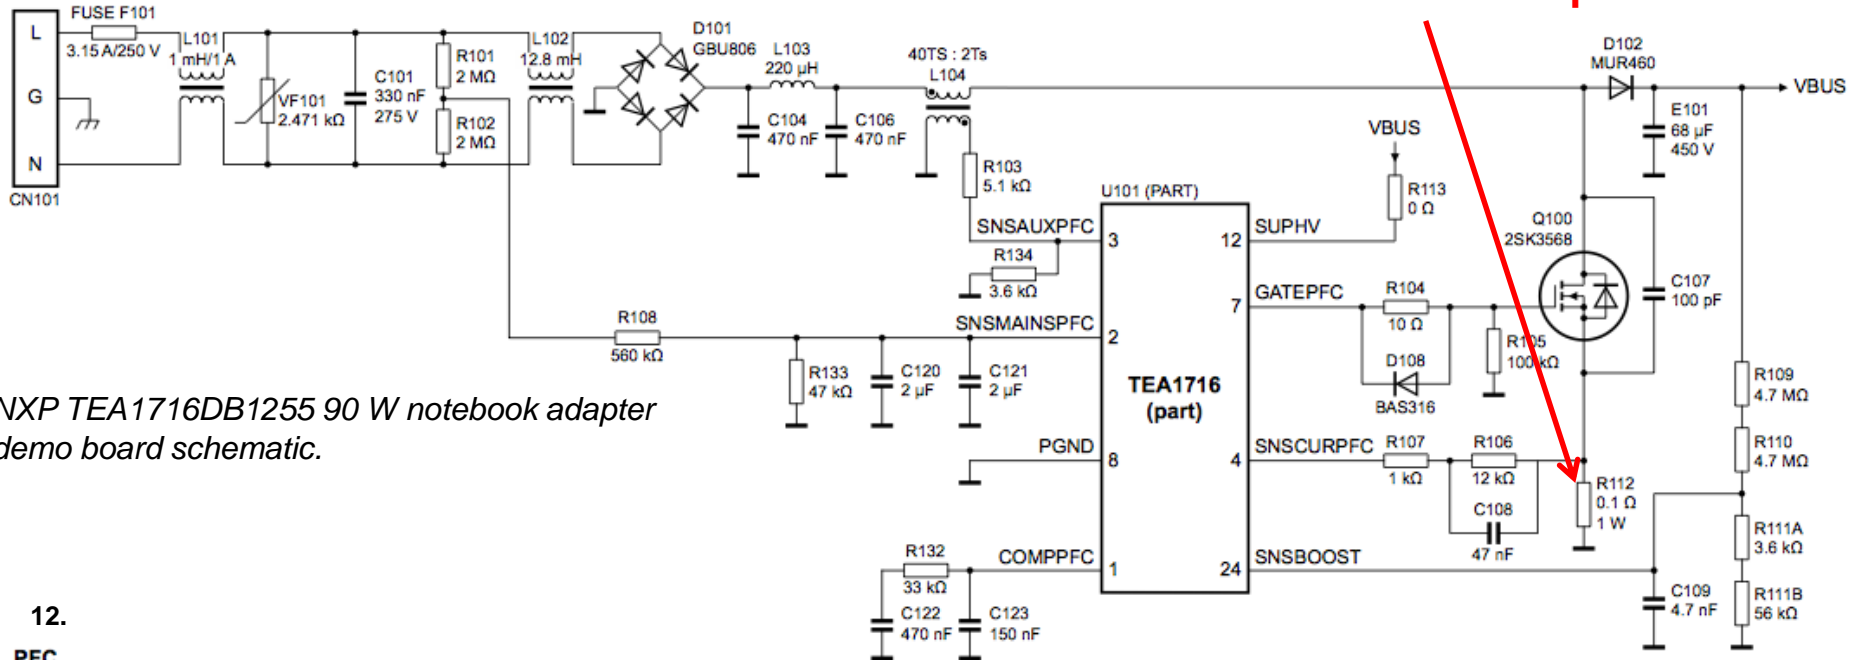 FUSE F101
3.15 A/250 V
L
G
N
CN101
L101
1 mH/1 A
VF101
2.471 kΩ
C101
330 nF
275 V
R101
2 MΩ
R102
2 MΩ
L102
12.8 mH
D101
GBU806
L103
220 μH
C104
470 nF
C106
470 nF
40TS : 2Ts
L104
R103
5.1 kΩ
D102
MUR460
VBUS
E101
68 μF
450 V
VBUS
R113
0 Ω
U101 (PART)
SNSAUXPFC
3
12
SUPHV
R134
3.6 kΩ
Q100
2SK3568
C107
100 pF
GATEPFC
7
R104
10 Ω
D108
BAS316
R105
100 kΩ
R108
560 kΩ
SNSMAINSPFC
2
R133
47 kΩ
C120
2 μF
C121
2 μF
TEA1716
(part)
R109
4.7 MΩ
R110
4.7 MΩ
NXP TEA1716DB1255 90 W notebook adapter
demo board schematic.
PGND
8
4
SNSCURPFC
R107
1 kΩ
R106
12 kΩ
C108
47 nF
R112
0.1 Ω
1 W
R111A
3.6 kΩ
R111B
56 kΩ
R132
33 kΩ
COMPPFC
1
24
SNSBOOST
C122
470 nF
C123
150 nF
C109
4.7 nF
12.
PFC